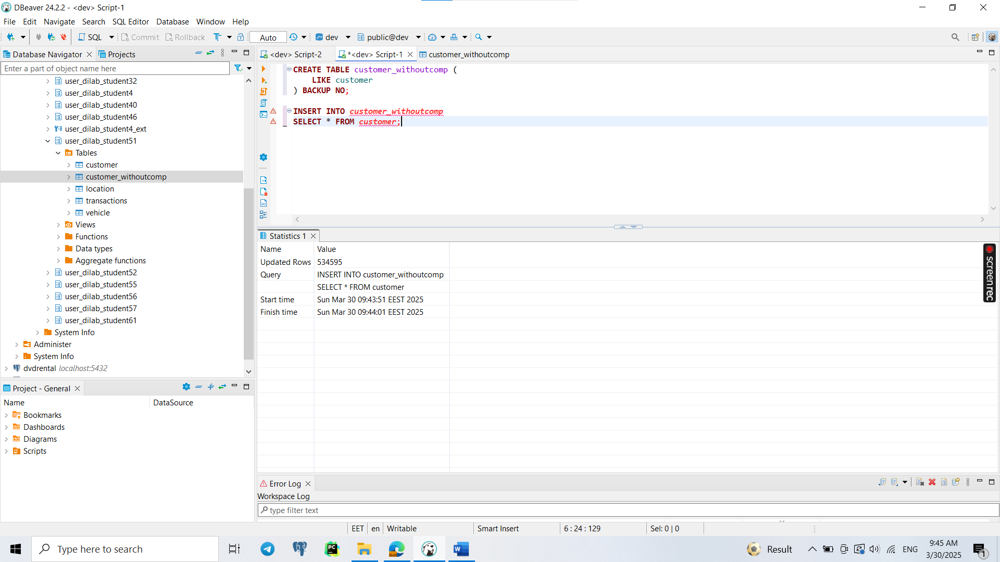 DBeaver 24.2.2 - <dev> Script-1
File Edit Navigate Search SQL Editor Database Window Help
SQL Commit Rollback Auto dev public@dev
Database Navigator Projects
Enter a part of object name here
user_dilab_student32
user_dilab_student4
user_dilab_student40
user_dilab_student46
user_dilab_student4_ext
user_dilab_student51
Tables
customer
customer_withoutcomp
location
transactions
vehicle
Views
Functions
Data types
Aggregate functions
user_dilab_student52
user_dilab_student55
user_dilab_student56
user_dilab_student57
user_dilab_student61
System Info
Administer
System Info
dvdrental localhost:5432
Project - General
Name DataSource
Bookmarks
Dashboards
Diagrams
Scripts
<dev> Script-2 *<dev> Script-1 customer_withoutcomp
CREATE TABLE customer_withoutcomp (
LIKE customer
) BACKUP NO;
INSERT INTO customer_withoutcomp
SELECT * FROM customer;
Statistics 1
Name Value
Updated Rows 534595
Query INSERT INTO customer_withoutcomp
SELECT * FROM customer
Start time Sun Mar 30 09:43:51 EEST 2025
Finish time Sun Mar 30 09:44:01 EEST 2025
screen rec
Error Log
Workspace Log
type filter text
EET en Writable Smart Insert 6 : 24 : 129 Sel: 0 | 0
Type here to search
PC
W
Result
ENG
9:45 AM
3/30/2025
1